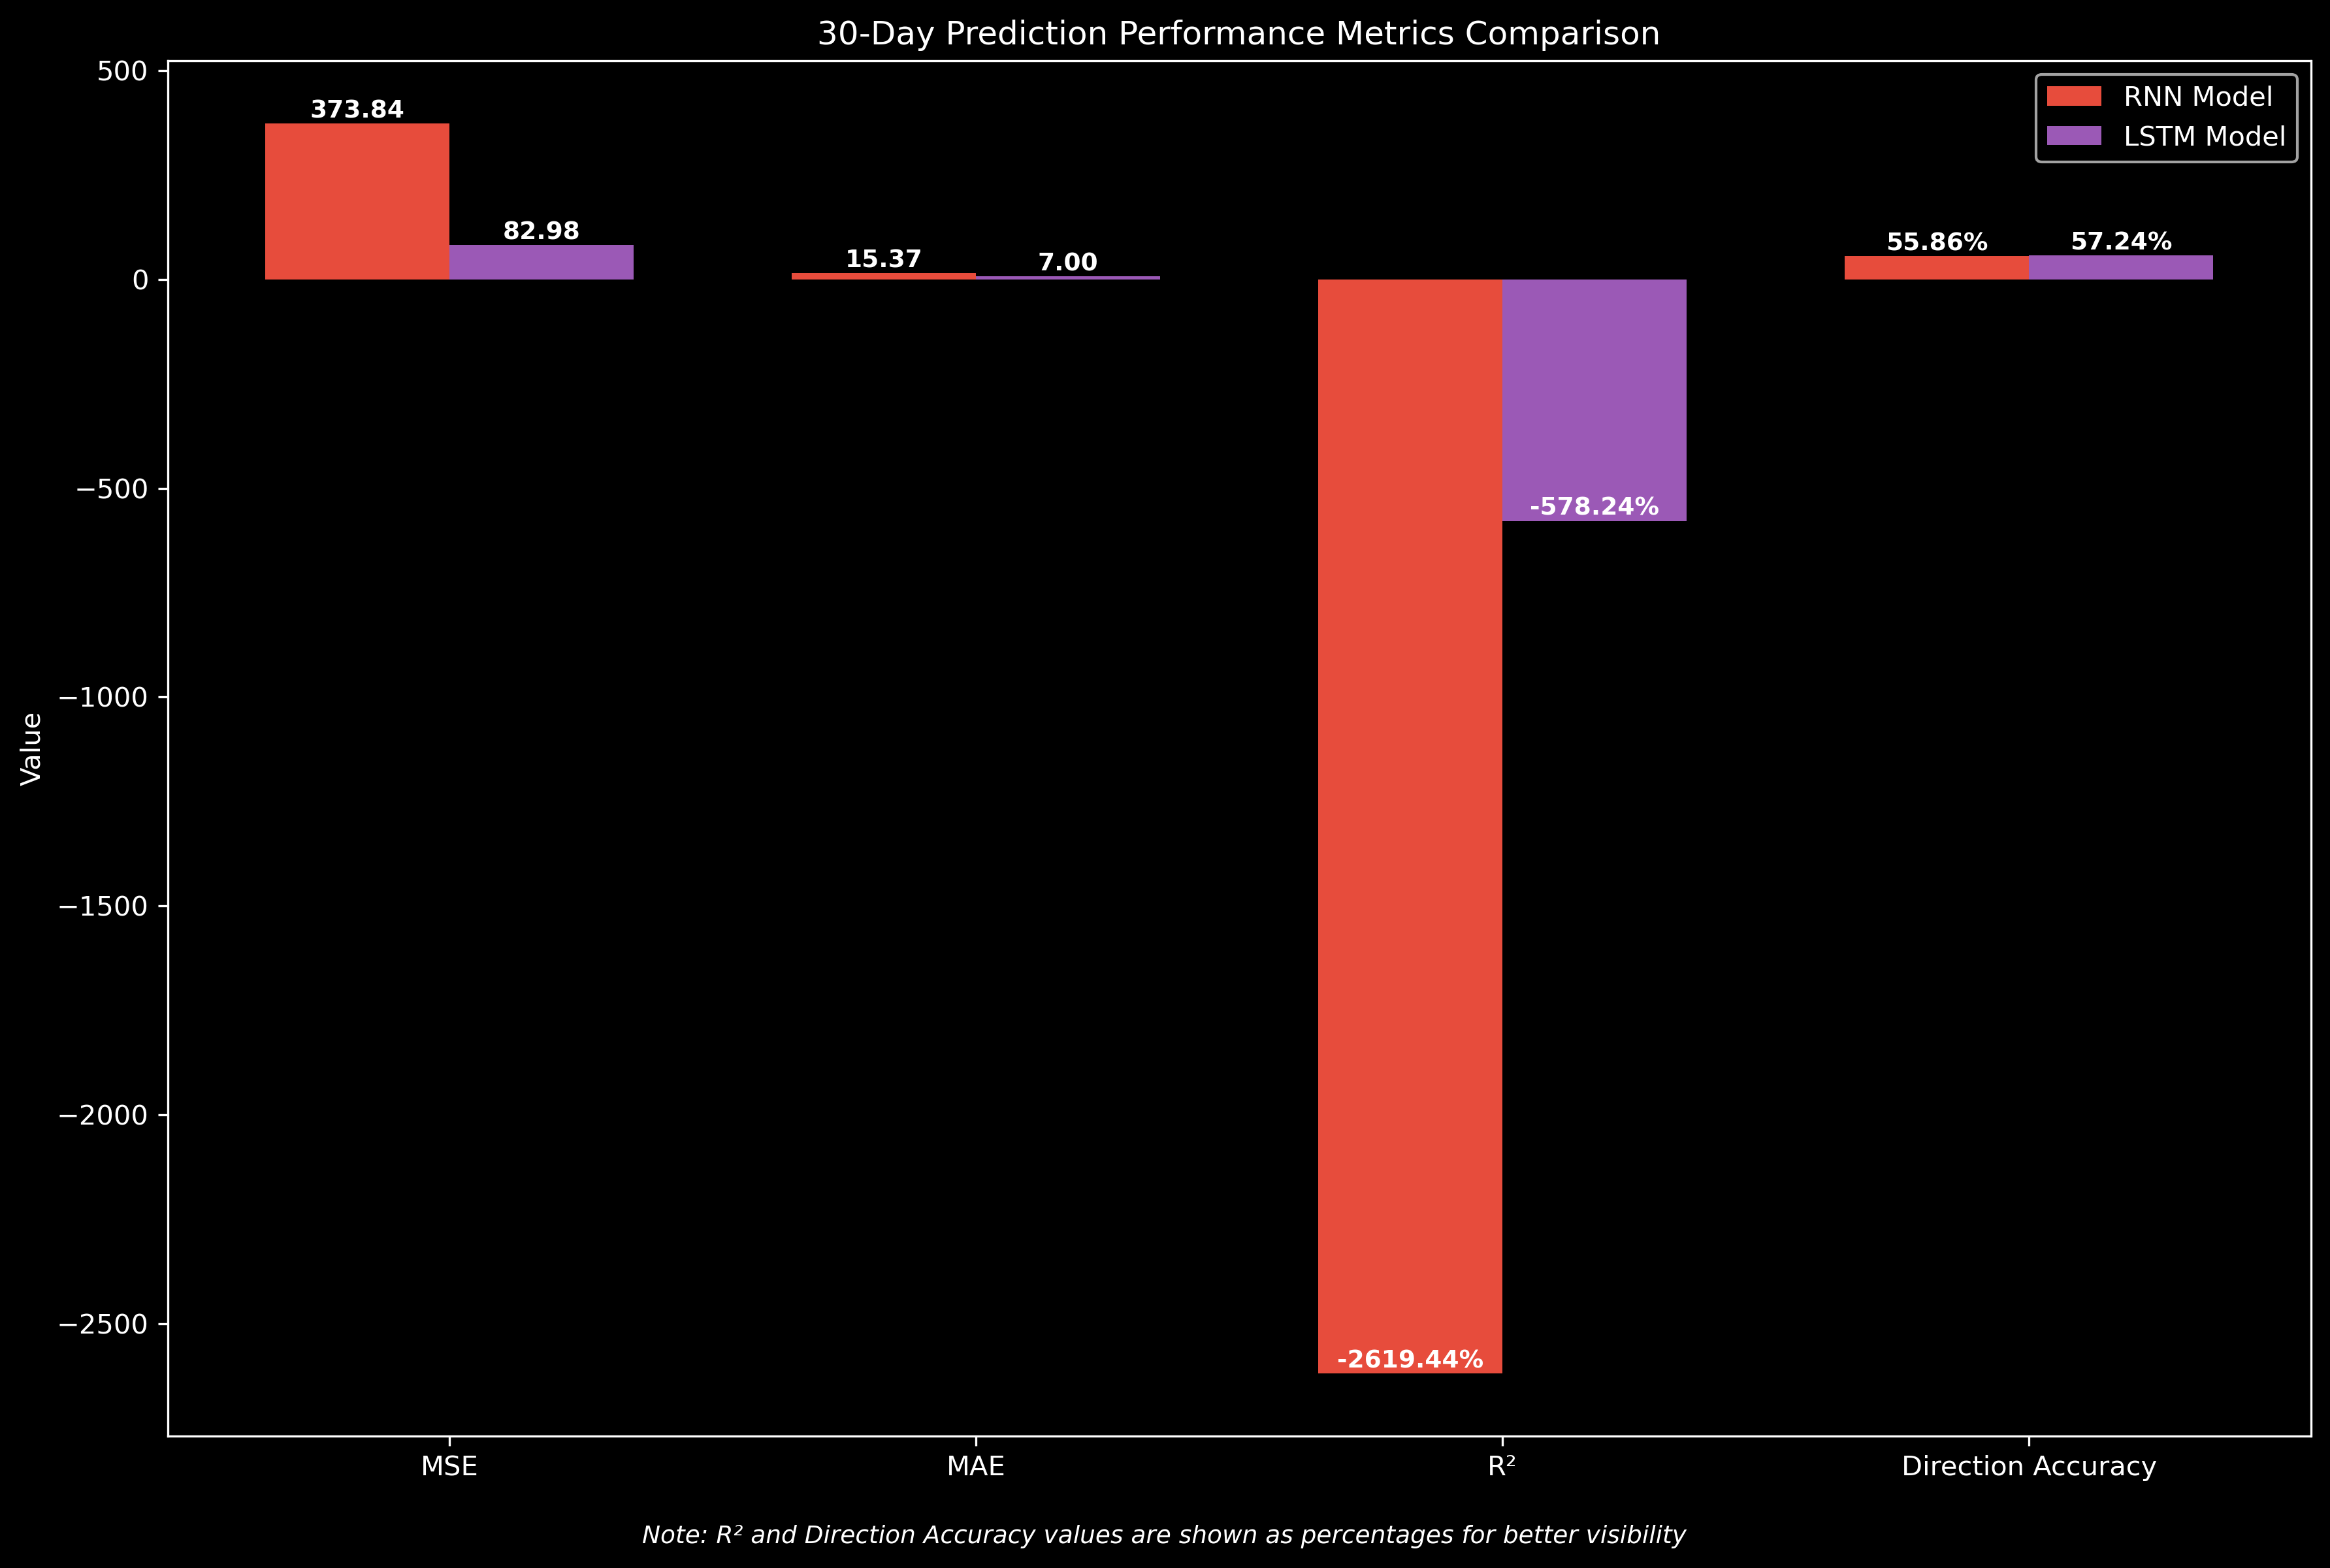 30-Day Prediction Performance Metrics Comparison
500
0
−500
−1000
−1500
−2000
−2500
Value
373.84
82.98
15.37
7.00
-2619.44%
-578.24%
55.86%
57.24%
RNN Model
LSTM Model
MSE
MAE
R²
Direction Accuracy
Note: R² and Direction Accuracy values are shown as percentages for better visibility